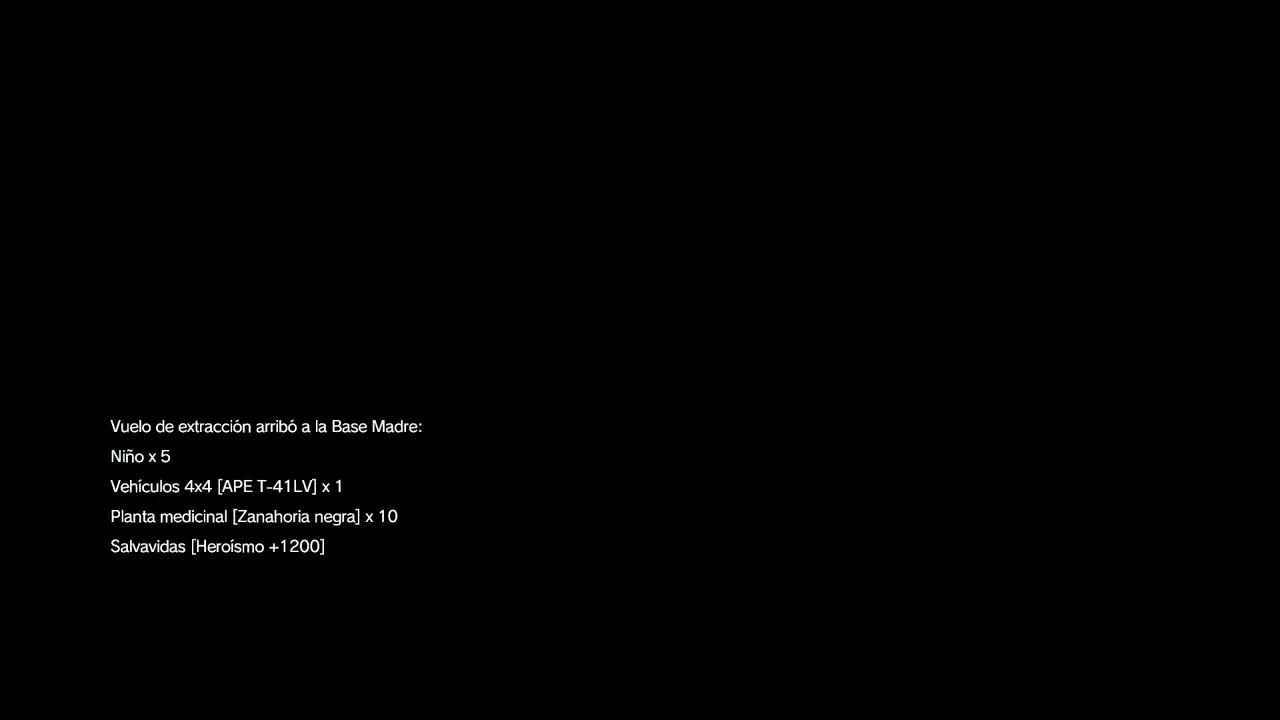 Vuelo de extracción arribó a la Base Madre:
Niño x 5
Vehículos 4x4 [APE T-41LV] x 1
Planta medicinal [Zanahoria negra] x 10
Salvavidas [Heroísmo +1200]